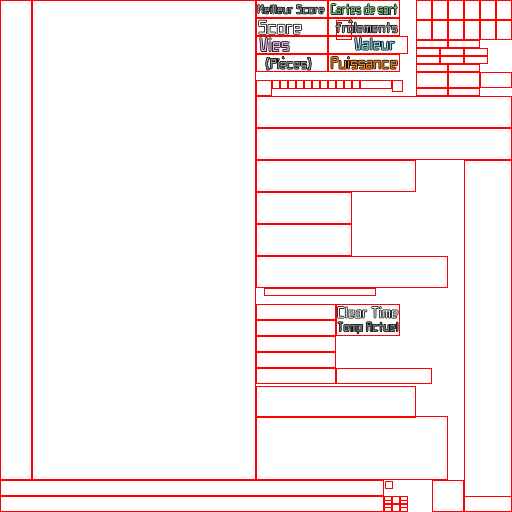 Meilleur Score
Cartes de sort
Score
Frôlements
Vies
Valeur
(Pièces)
Puissance
Clear Time
Temp Actuel